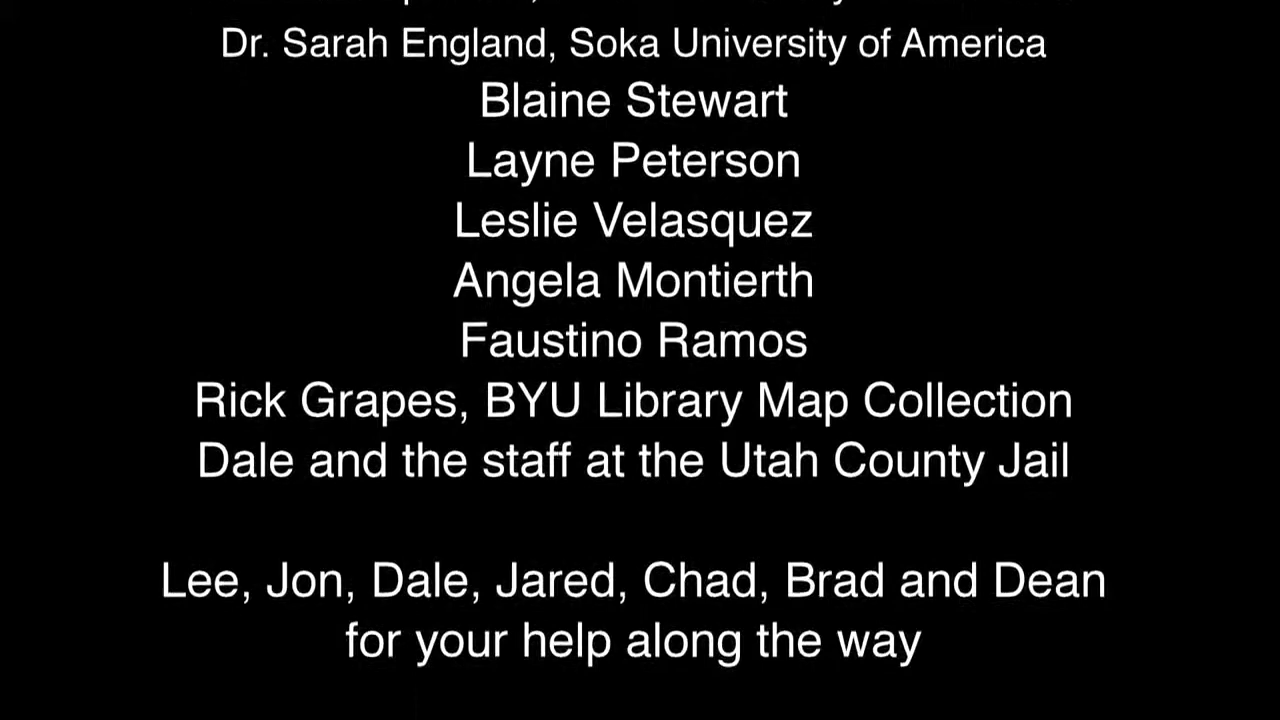 Dr. Sarah England, Soka University of America
Blaine Stewart
Layne Peterson
Leslie Velasquez
Angela Montierth
Faustino Ramos
Rick Grapes, BYU Library Map Collection
Dale and the staff at the Utah County Jail
Lee, Jon, Dale, Jared, Chad, Brad and Dean
for your help along the way